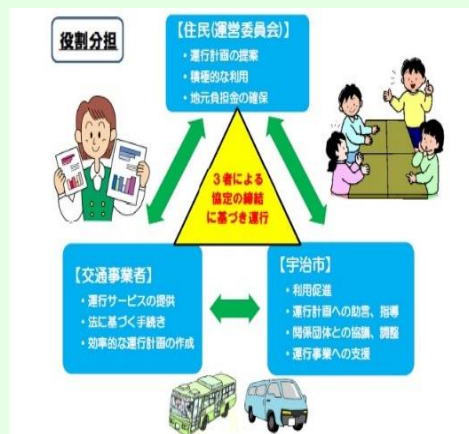 役割分担
【住民(運営委員会)】
・運行計画の提案
・積極的な利用
・地元負担金の確保
3者による
協定の締結
に基づき運行
【交通事業者】
・運行サービスの提供
・法に基づく手続き
・効率的な運行計画の作成
【宇治市】
・利用促進
・運行計画への助言、指導
・関係団体との協議、調整
・運行事業への支援